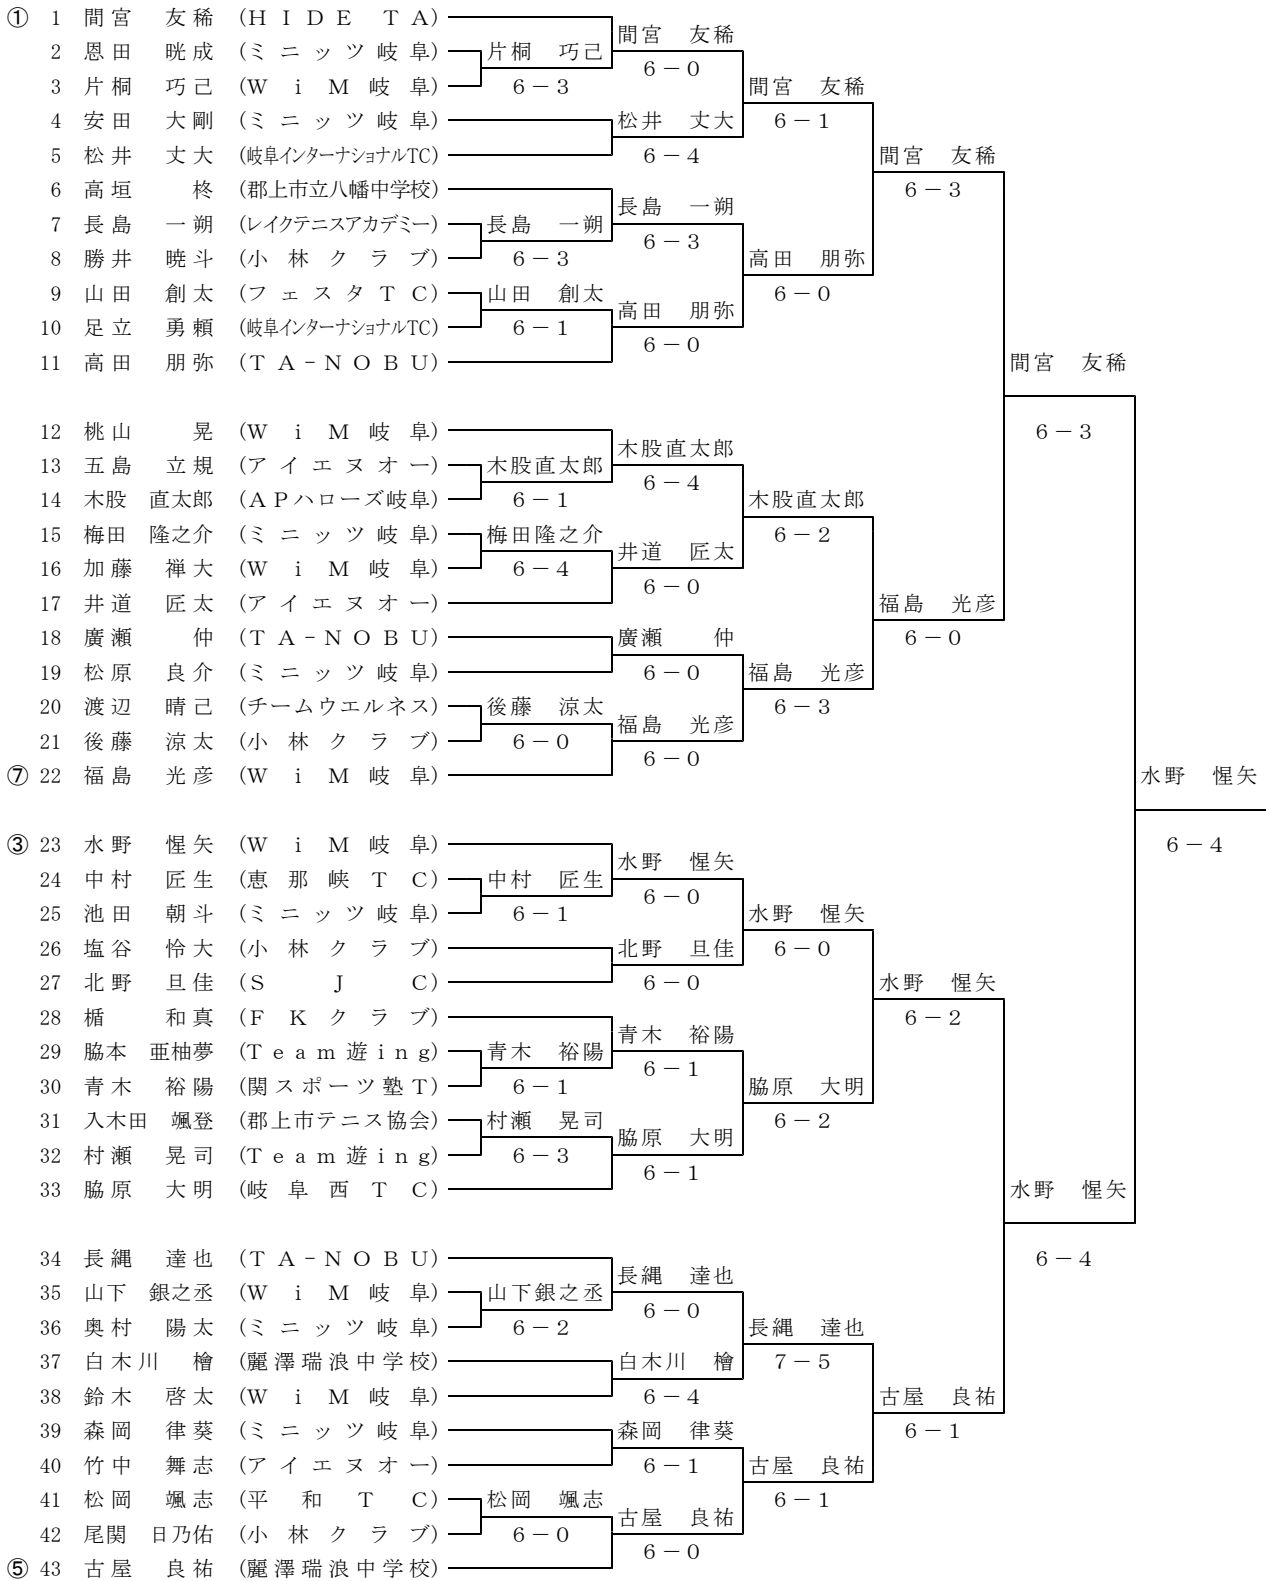 ① 1 間宮 友稀 (HIDE TA)
間宮 友稀
2 恩田 晄成 (ミニッツ岐阜) 片桐 巧己
6－0
3 片桐 巧己 (WiM岐阜) 6－3 間宮 友稀
4 安田 大剛 (ミニッツ岐阜) 松井 丈大 6－1
5 松井 丈大 (岐阜インターナショナルTC) 6－4 間宮 友稀
6 高垣 柊 (郡上市立八幡中学校) 6－3
長島 一朔
7 長島 一朔 (レイクテニスアカデミー) 長島 一朔
6－3
8 勝井 暁斗 (小林クラブ) 6－3 高田 朋弥
9 山田 創太 (フェスタTC) 山田 創太 6－0
高田 朋弥
10 足立 勇頼 (岐阜インターナショナルTC) 6－1
6－0
11 高田 朋弥 (TA-NOBU) 間宮 友稀
12 桃山 晃 (WiM岐阜) 6－3
木股直太郎
13 五島 立規 (アイエヌオー) 木股直太郎
6－4
14 木股 直太郎 (APハローズ岐阜) 6－1 木股直太郎
15 梅田 隆之介 (ミニッツ岐阜) 梅田隆之介 6－2
井道 匠太
16 加藤 禅大 (WiM岐阜) 6－4
6－0
17 井道 匠太 (アイエヌオー) 福島 光彦
18 廣瀬 仲 (TA-NOBU) 廣瀬 仲 6－0
19 松原 良介 (ミニッツ岐阜) 6－0 福島 光彦
20 渡辺 晴己 (チームウエルネス) 後藤 涼太 6－3
福島 光彦
21 後藤 涼太 (小林クラブ) 6－0
6－0
⑦ 22 福島 光彦 (WiM岐阜) 水野 惺矢
③ 23 水野 惺矢 (WiM岐阜) 6－4
水野 惺矢
24 中村 匠生 (恵那峡TC) 中村 匠生
6－0
25 池田 朝斗 (ミニッツ岐阜) 6－1 水野 惺矢
26 塩谷 怜大 (小林クラブ) 北野 旦佳 6－0
27 北野 旦佳 (SJC) 6－0 水野 惺矢
28 楯 和真 (FKクラブ) 6－2
青木 裕陽
29 脇本 亜柚夢 (Team遊ing) 青木 裕陽
6－1
30 青木 裕陽 (関スポーツ塾T) 6－1 脇原 大明
31 入木田 颯登 (郡上市テニス協会) 村瀬 晃司 6－2
脇原 大明
32 村瀬 晃司 (Team遊ing) 6－3
6－1
33 脇原 大明 (岐阜西TC) 水野 惺矢
34 長縄 達也 (TA-NOBU) 6－4
長縄 達也
35 山下 銀之丞 (WiM岐阜) 山下銀之丞
6－0
36 奥村 陽太 (ミニッツ岐阜) 6－2 長縄 達也
37 白木川 檜 (麗澤瑞浪中学校) 白木川 檜 7－5
38 鈴木 啓太 (WiM岐阜) 6－4 古屋 良祐
39 森岡 律葵 (ミニッツ岐阜) 森岡 律葵 6－1
40 竹中 舞志 (アイエヌオー) 6－1 古屋 良祐
41 松岡 颯志 (平和TC) 松岡 颯志 6－1
古屋 良祐
42 尾関 日乃佑 (小林クラブ) 6－0
6－0
⑤ 43 古屋 良祐 (麗澤瑞浪中学校)